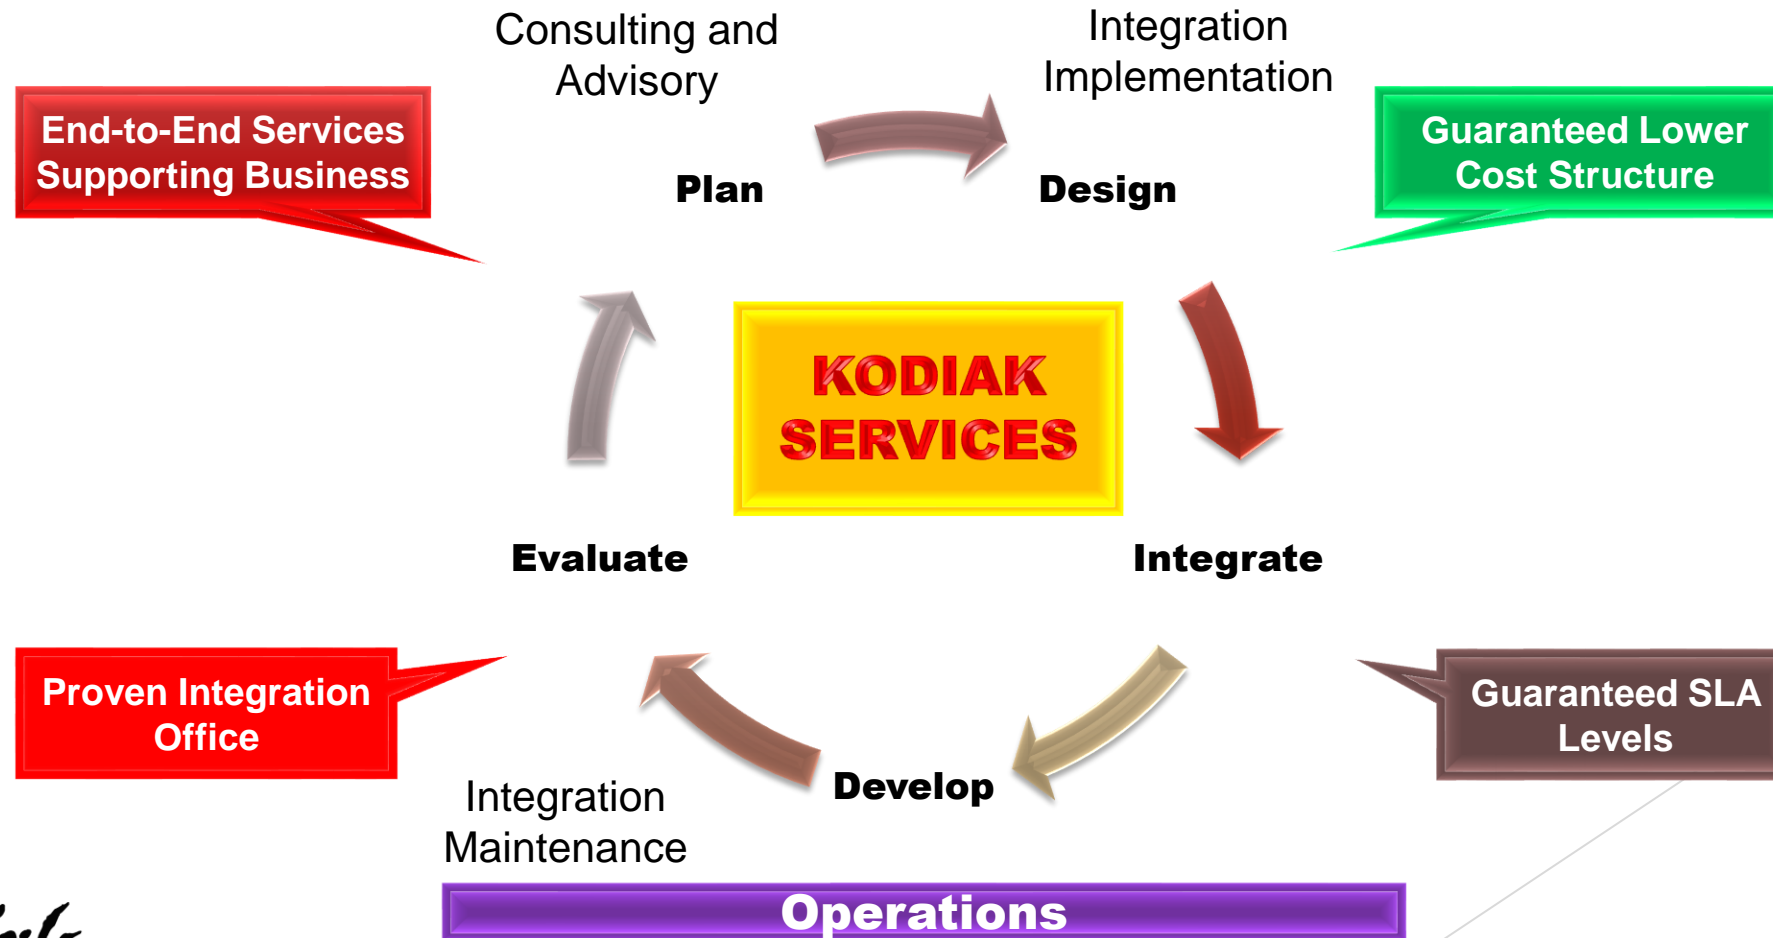 Consulting and
Advisory
Integration
Implementation
End-to-End Services
Supporting Business
Guaranteed Lower
Cost Structure
Plan
Design
KODIAK
SERVICES
Evaluate
Integrate
Proven Integration
Office
Guaranteed SLA
Levels
Develop
Integration
Maintenance
Operations